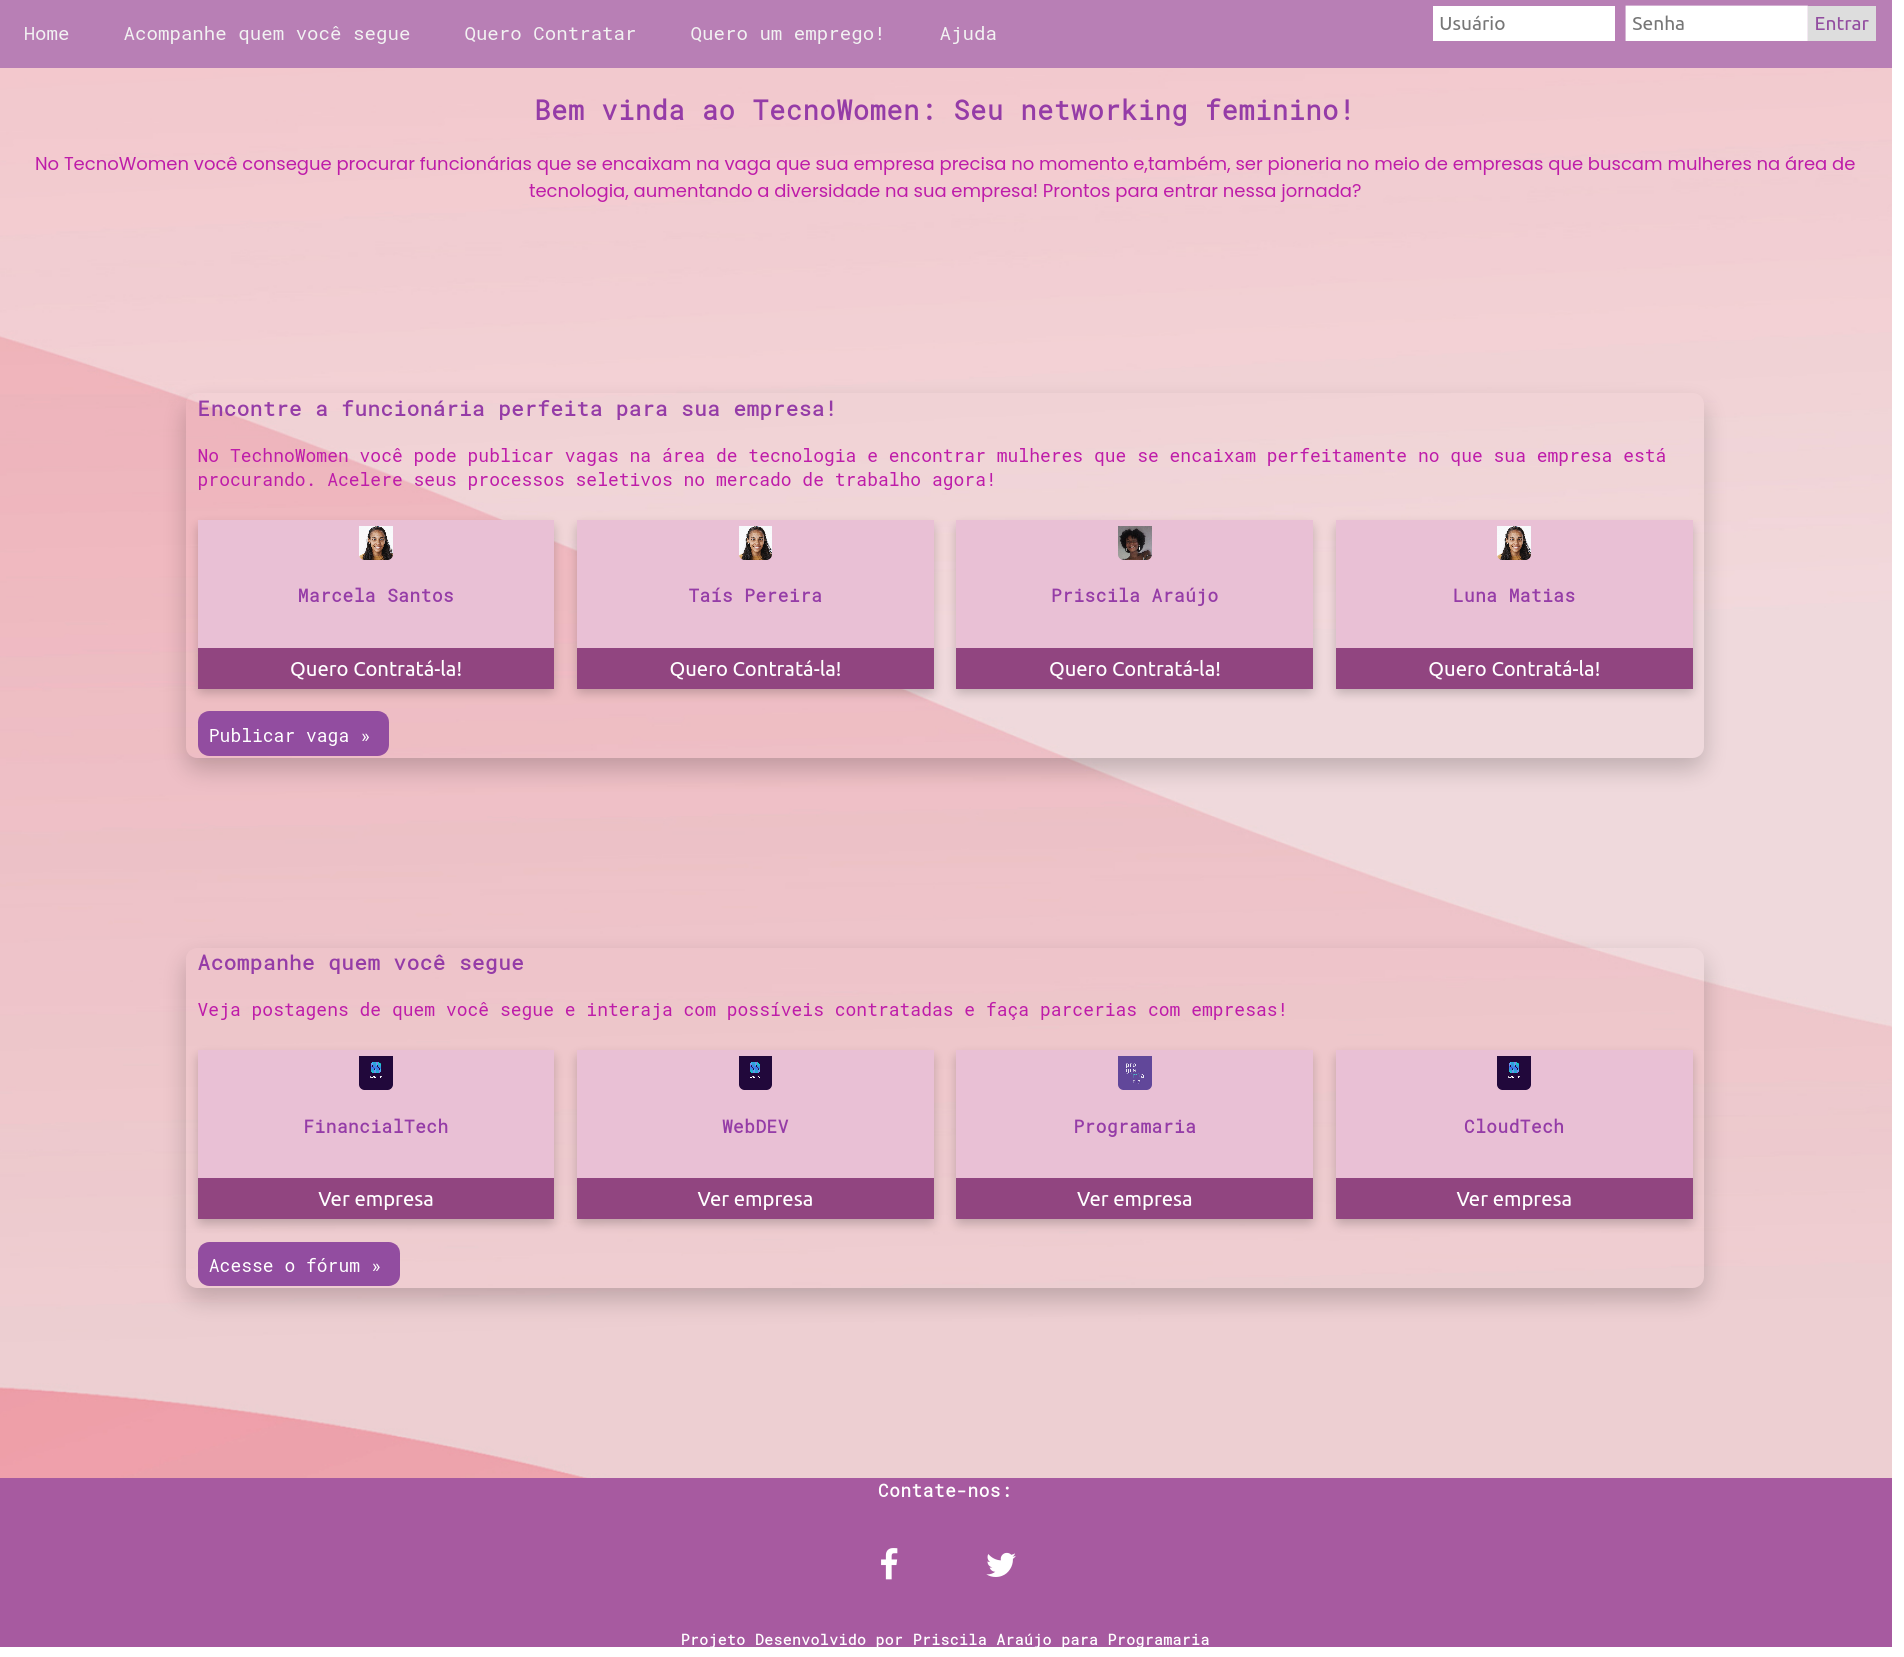 Home Acompanhe quem você segue Quero Contratar Quero um emprego! Ajuda Usuário Senha Entrar
Bem vinda ao TecnoWomen: Seu networking feminino!
No TecnoWomen você consegue procurar funcionárias que se encaixam na vaga que sua empresa precisa no momento e,também, ser pioneria no meio de empresas que buscam mulheres na área de
tecnologia, aumentando a diversidade na sua empresa! Prontos para entrar nessa jornada?
Encontre a funcionária perfeita para sua empresa!
No TechnoWomen você pode publicar vagas na área de tecnologia e encontrar mulheres que se encaixam perfeitamente no que sua empresa está
procurando. Acelere seus processos seletivos no mercado de trabalho agora!
Marcela Santos Taís Pereira Priscila Araújo Luna Matias
Quero Contratá-la! Quero Contratá-la! Quero Contratá-la! Quero Contratá-la!
Publicar vaga »
Acompanhe quem você segue
Veja postagens de quem você segue e interaja com possíveis contratadas e faça parcerias com empresas!
FinancialTech WebDEV Programaria CloudTech
Ver empresa Ver empresa Ver empresa Ver empresa
Acesse o fórum »
Contate-nos:
Projeto Desenvolvido por Priscila Araújo para Programaria